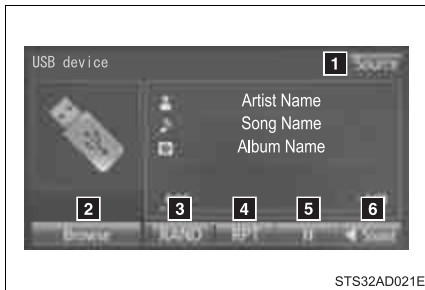 USB device
1 Source
Artist Name
Song Name
Album Name
2 3 4 5 6
Browse RAND RPT II Sound
STS32AD021E